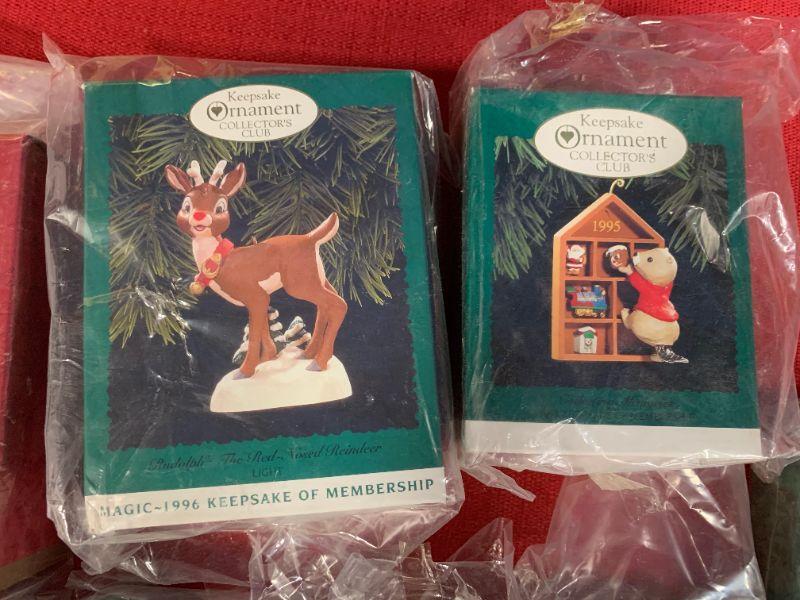 Keepsake
Ornament
COLLECTOR'S
CLUB
Rudolph The Red-Nosed Reindeer
LIGHT
MAGIC~1996 KEEPSAKE OF MEMBERSHIP
Keepsake
Ornament
COLLECTOR'S
CLUB
1995